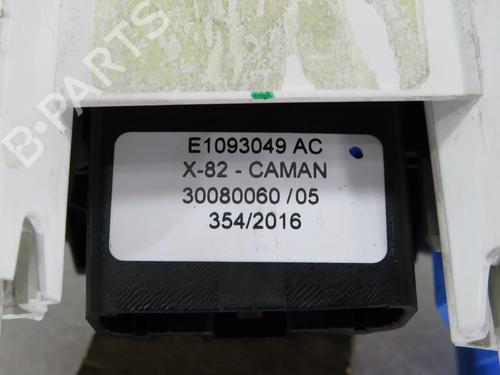 B-PARTS
E1093049 AC
X-82 - CAMAN
30080060 /05
354/2016